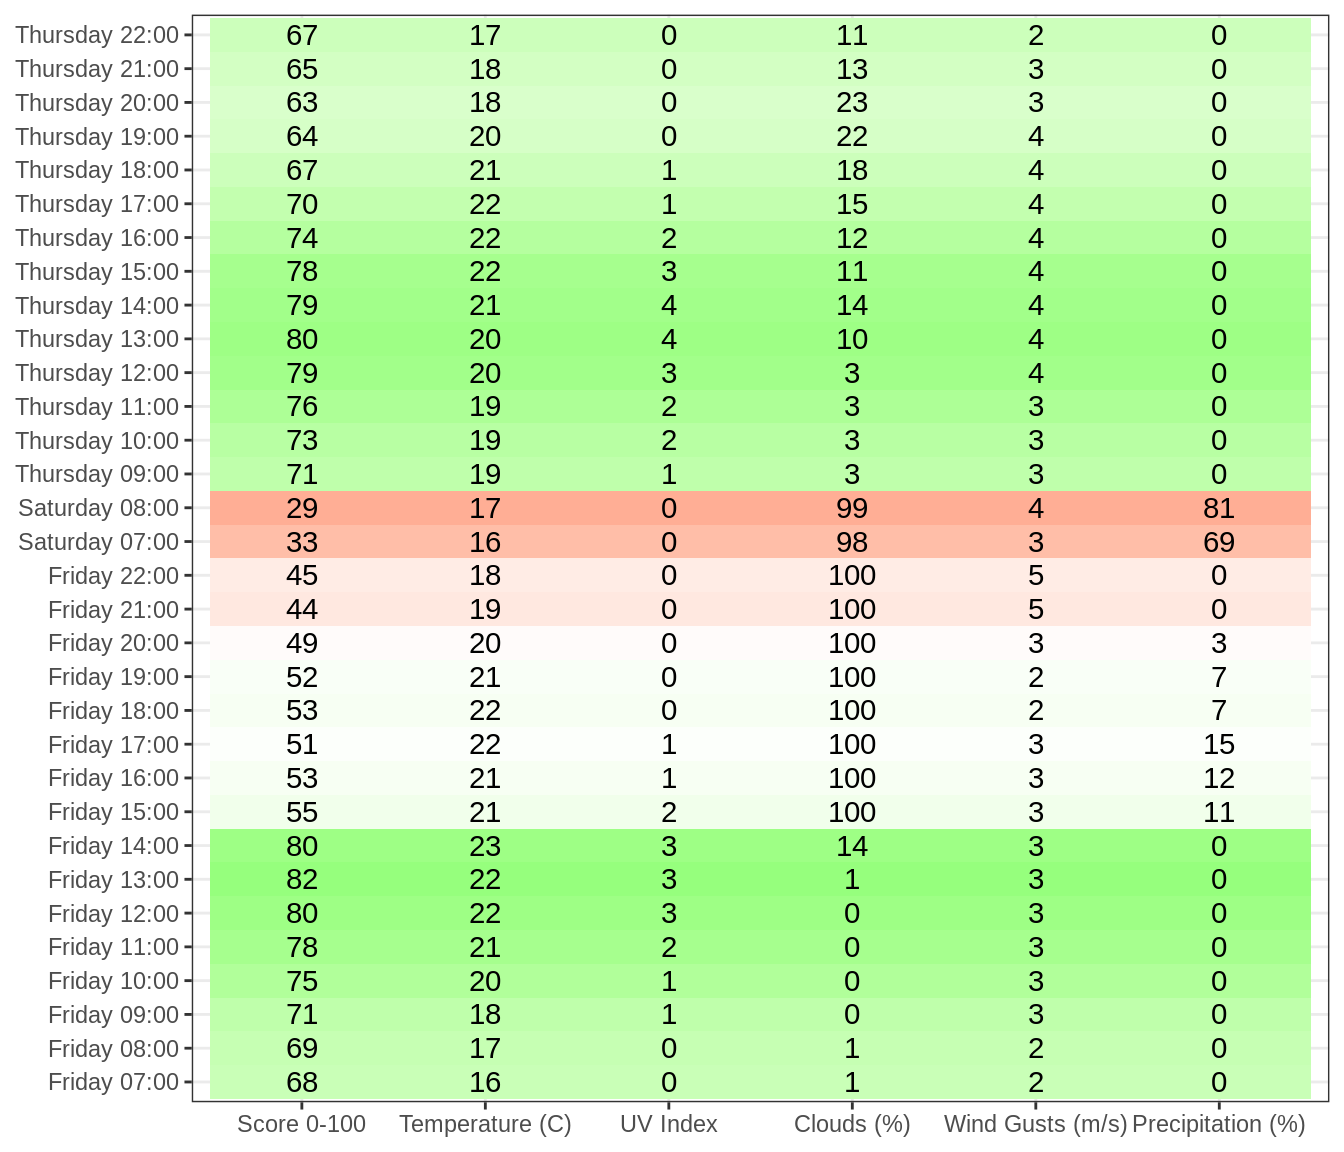 Thursday 22:00 67 17 0 11 2 0
Thursday 21:00 65 18 0 13 3 0
Thursday 20:00 63 18 0 23 3 0
Thursday 19:00 64 20 0 22 4 0
Thursday 18:00 67 21 1 18 4 0
Thursday 17:00 70 22 1 15 4 0
Thursday 16:00 74 22 2 12 4 0
Thursday 15:00 78 22 3 11 4 0
Thursday 14:00 79 21 4 14 4 0
Thursday 13:00 80 20 4 10 4 0
Thursday 12:00 79 20 3 3 4 0
Thursday 11:00 76 19 2 3 3 0
Thursday 10:00 73 19 2 3 3 0
Thursday 09:00 71 19 1 3 3 0
Saturday 08:00 29 17 0 99 4 81
Saturday 07:00 33 16 0 98 3 69
Friday 22:00 45 18 0 100 5 0
Friday 21:00 44 19 0 100 5 0
Friday 20:00 49 20 0 100 3 3
Friday 19:00 52 21 0 100 2 7
Friday 18:00 53 22 0 100 2 7
Friday 17:00 51 22 1 100 3 15
Friday 16:00 53 21 1 100 3 12
Friday 15:00 55 21 2 100 3 11
Friday 14:00 80 23 3 14 3 0
Friday 13:00 82 22 3 1 3 0
Friday 12:00 80 22 3 0 3 0
Friday 11:00 78 21 2 0 3 0
Friday 10:00 75 20 1 0 3 0
Friday 09:00 71 18 1 0 3 0
Friday 08:00 69 17 0 1 2 0
Friday 07:00 68 16 0 1 2 0
Score 0-100 Temperature (C) UV Index Clouds (%) Wind Gusts (m/s) Precipitation (%)